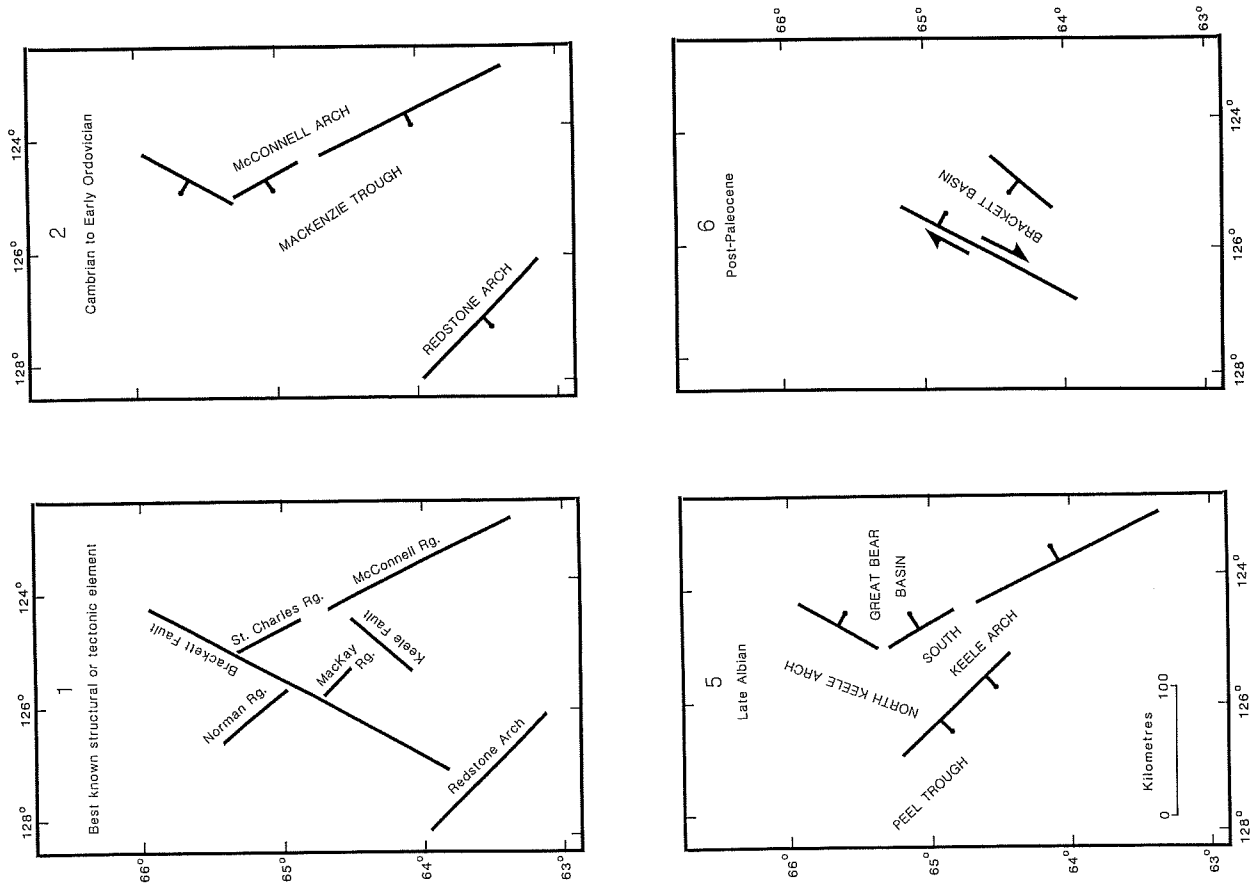 1
Best known structural or tectonic element
128°
126°
124°
66°
65°
64°
63°
Brackett Fault
Norman Rg.
St. Charles Rg.
MacKay
Rg.
McConnell Rg.
Keele Fault
Redstone Arch
2
Cambrian to Early Ordovician
128°
126°
124°
McCONNELL ARCH
MACKENZIE TROUGH
REDSTONE ARCH
5
Late Albian
66°
65°
64°
63°
128°
126°
124°
GREAT BEAR
BASIN
NORTH KEELE ARCH
SOUTH
KEELE ARCH
PEEL TROUGH
Kilometres
0
100
6
Post-Paleocene
BRACKETT BASIN
66°
65°
64°
63°
128°
126°
124°
66°
65°
64°
63°